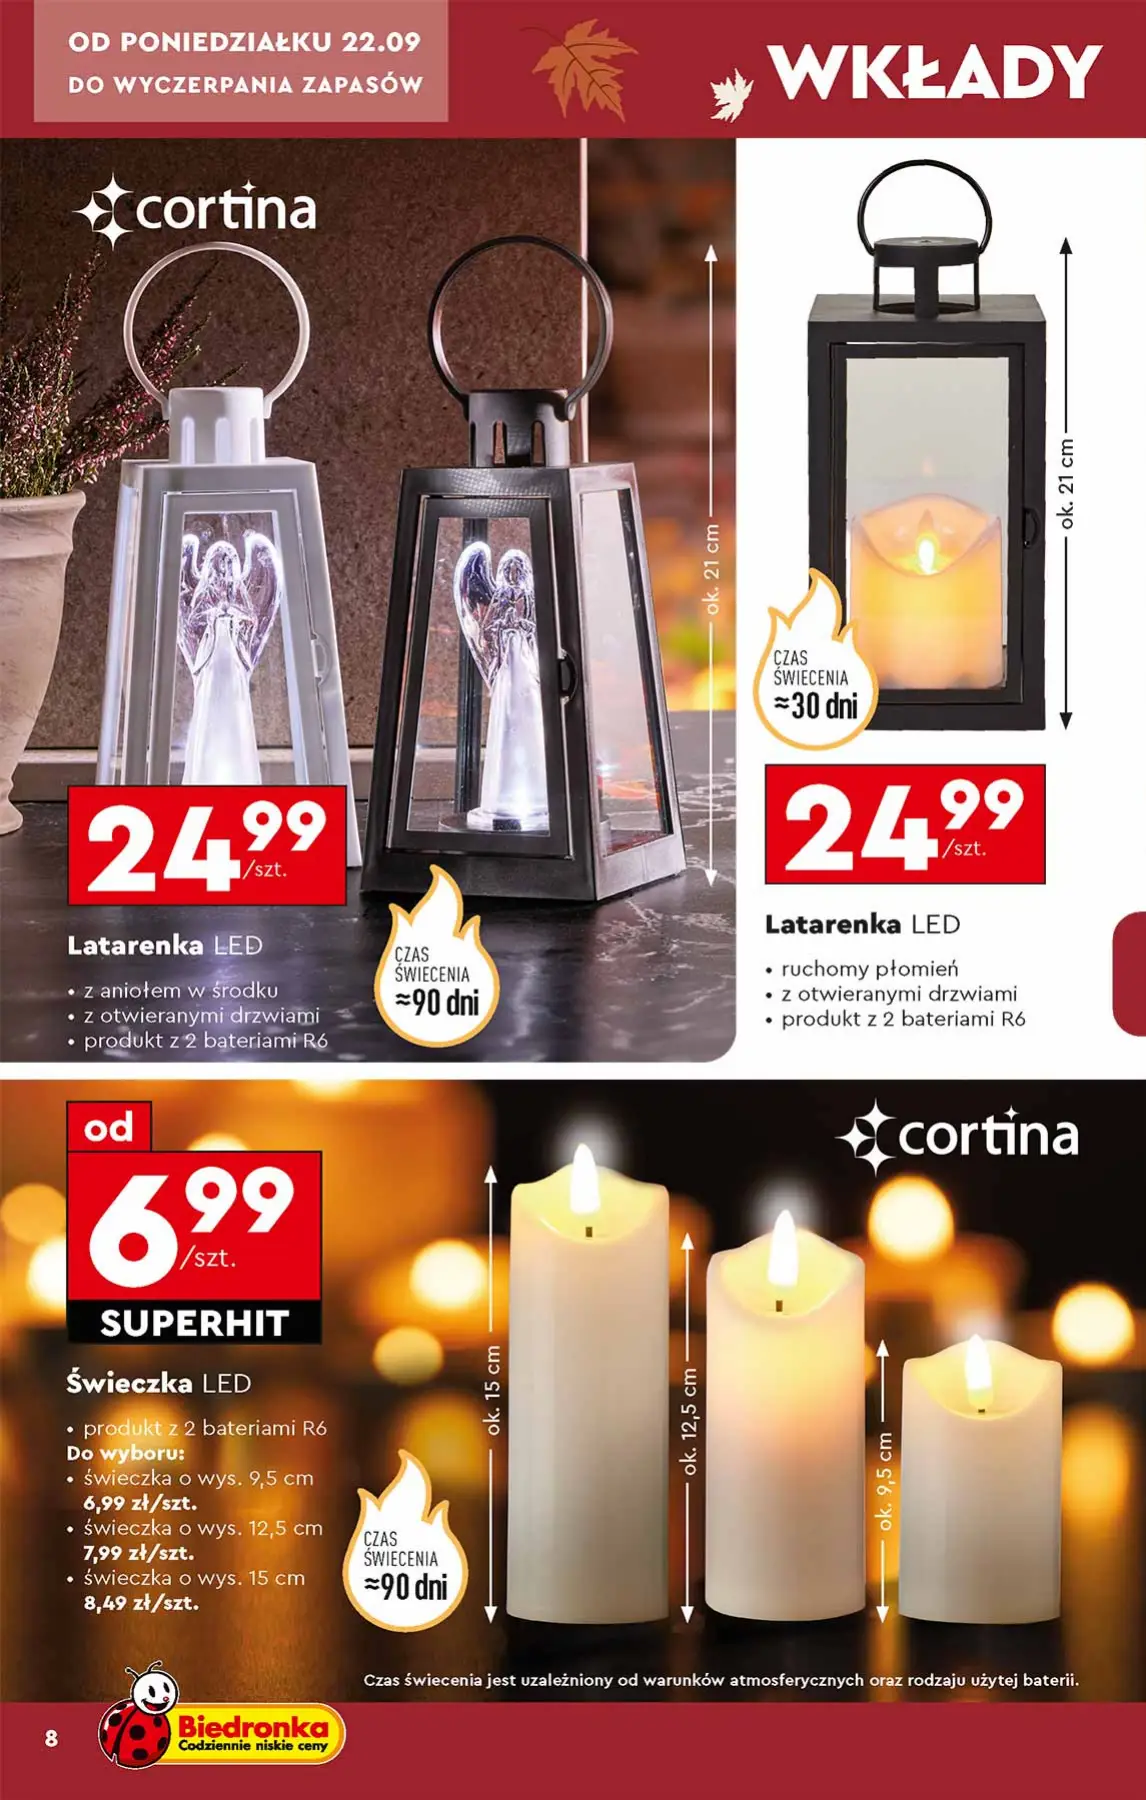 OD PONIEDZIAŁKU 22.09
DO WYCZERPANIA ZAPASÓW
WKŁADY
cortina
ok. 21 cm
ok. 21 cm
CZAS
ŚWIECENIA
≈30 dni
24 99
/szt.
Latarenka LED
• z aniołem w środku
• z otwieranymi drzwiami
• produkt z 2 bateriami R6
CZAS
ŚWIECENIA
≈90 dni
24 99
/szt.
Latarenka LED
• ruchomy płomień
• z otwieranymi drzwiami
• produkt z 2 bateriami R6
od
6 99
/szt.
SUPERHIT
cortina
Świeczka LED
• produkt z 2 bateriami R6
Do wyboru:
• świeczka o wys. 9,5 cm
6,99 zł/szt.
• świeczka o wys. 12,5 cm
7,99 zł/szt.
• świeczka o wys. 15 cm
8,49 zł/szt.
CZAS
ŚWIECENIA
≈90 dni
ok. 15 cm
ok. 12,5 cm
ok. 9,5 cm
Czas świecenia jest uzależniony od warunków atmosferycznych oraz rodzaju użytej baterii.
8
Biedronka
Codziennie niskie ceny